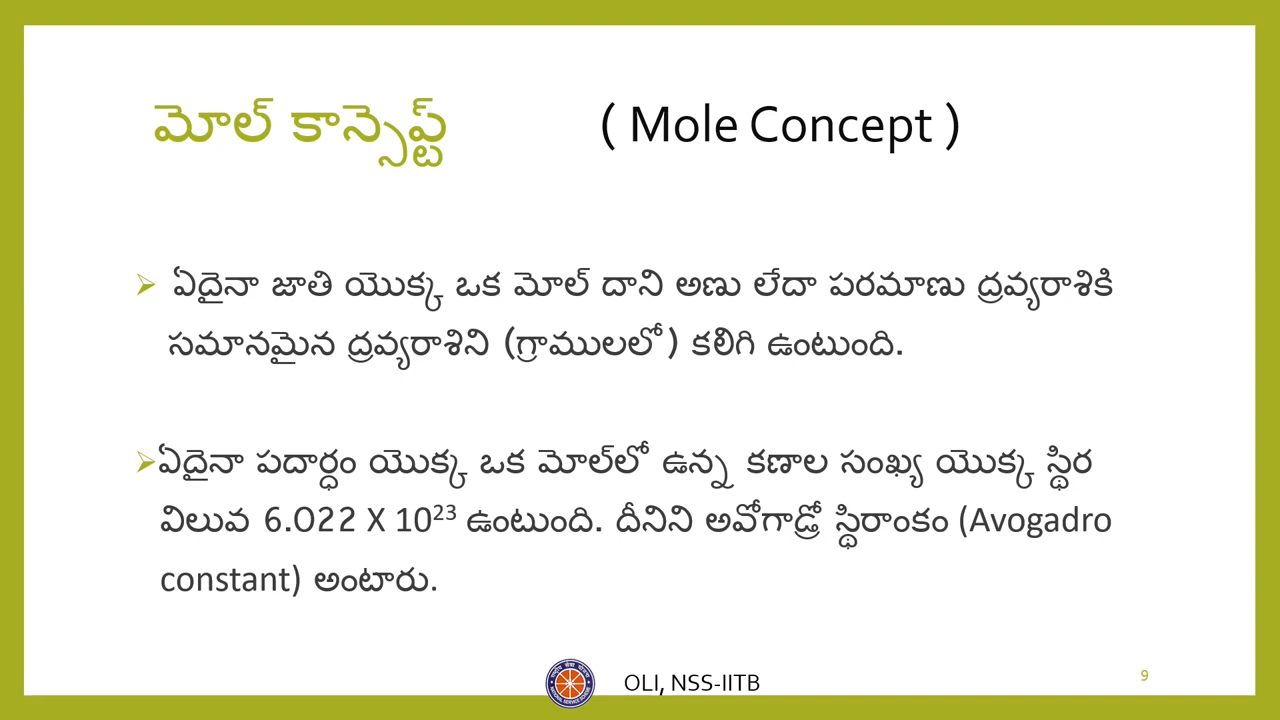 మోల్ కాన్సెప్ట్ ( Mole Concept )
ఏదైనా జాతి యొక్క ఒక మోల్ దాని అణు లేదా పరమాణు ద్రవ్యరాశికి
సమానమైన ద్రవ్యరాశిని (గ్రాములలో) కలిగి ఉంటుంది.
ఏదైనా పదార్ధం యొక్క ఒక మోల్‌లో ఉన్న కణాల సంఖ్య యొక్క స్థిర
విలువ 6.022 X 10²³ ఉంటుంది. దీనిని అవోగాడ్రో స్థిరాంకం (Avogadro
constant) అంటారు.
OLI, NSS-IITB
9